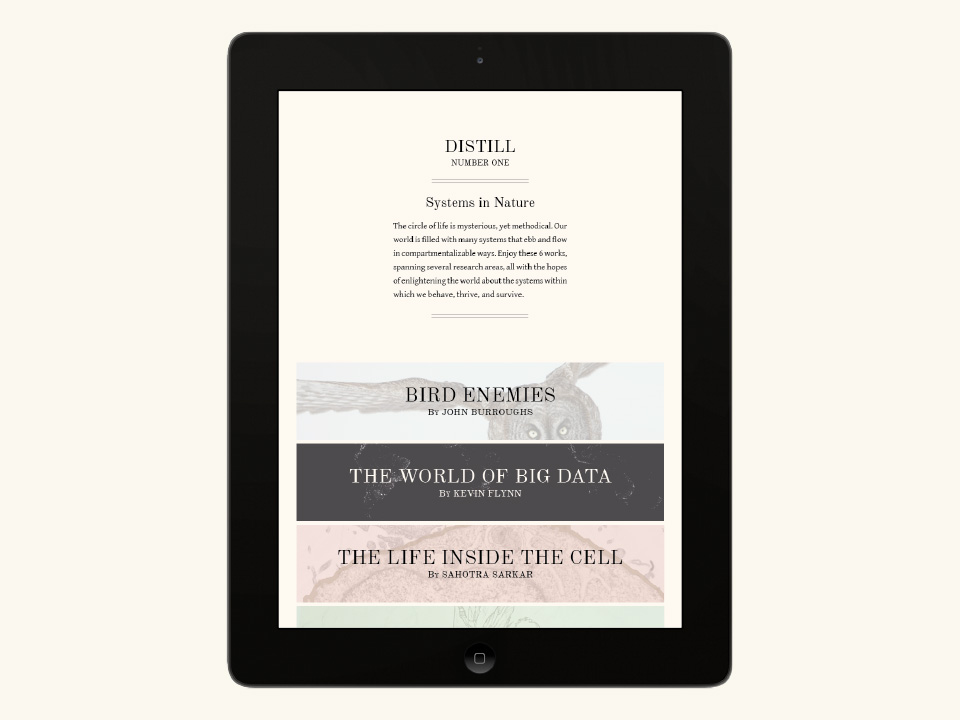 DISTILL
NUMBER ONE
Systems in Nature
The circle of life is mysterious, yet methodical. Our
world is filled with many systems that ebb and flow
in compartmentalizable ways. Enjoy these 6 works,
spanning several research areas, all with the hopes
of enlightening the world about the systems within
which we behave, thrive, and survive.
BIRD ENEMIES
By JOHN BURROUGHS
THE WORLD OF BIG DATA
By KEVIN FLYNN
THE LIFE INSIDE THE CELL
By SAHOTRA SARKAR